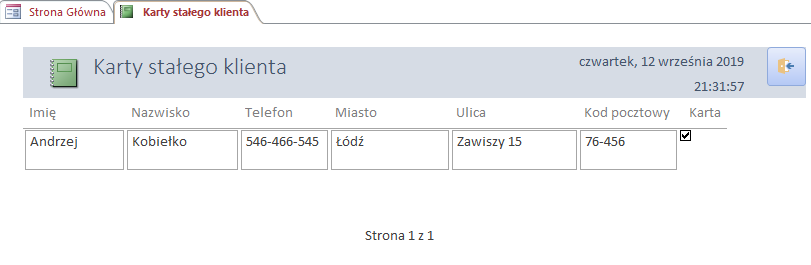 Strona Główna Karty stałego klienta
Karty stałego klienta
czwartek, 12 września 2019
21:31:57
Imię Nazwisko Telefon Miasto Ulica Kod pocztowy Karta
Andrzej Kobiełko 546-466-545 Łódź Zawiszy 15 76-456
Strona 1 z 1